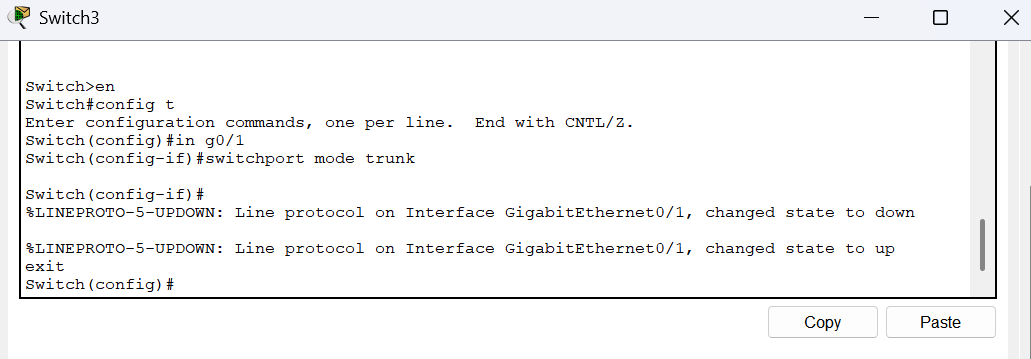 Switch3
Switch>en
Switch#config t
Enter configuration commands, one per line.  End with CNTL/Z.
Switch(config)#in g0/1
Switch(config-if)#switchport mode trunk
Switch(config-if)#
%LINEPROTO-5-UPDOWN: Line protocol on Interface GigabitEthernet0/1, changed state to down
%LINEPROTO-5-UPDOWN: Line protocol on Interface GigabitEthernet0/1, changed state to up
exit
Switch(config)#
Copy Paste